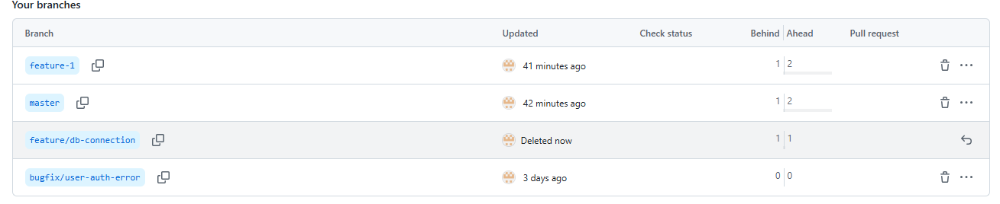 Your branches
Branch Updated Check status Behind Ahead Pull request
feature-1 41 minutes ago 1 2
master 42 minutes ago 1 2
feature/db-connection Deleted now 1 1
bugfix/user-auth-error 3 days ago 0 0